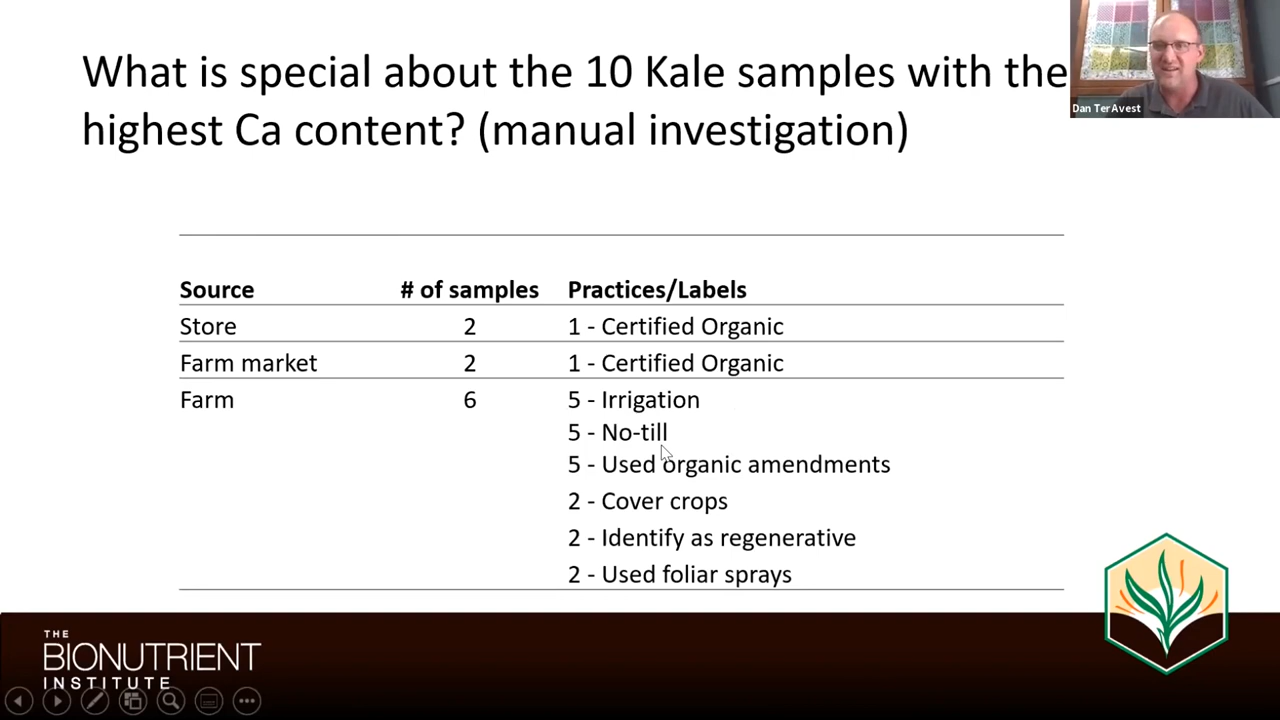 What is special about the 10 Kale samples with the
highest Ca content? (manual investigation)
Dan TerAvest
Source # of samples Practices/Labels
Store 2 1 - Certified Organic
Farm market 2 1 - Certified Organic
Farm 6 5 - Irrigation
5 - No-till
5 - Used organic amendments
2 - Cover crops
2 - Identify as regenerative
2 - Used foliar sprays
THE
BIONUTRIENT
INSTITUTE